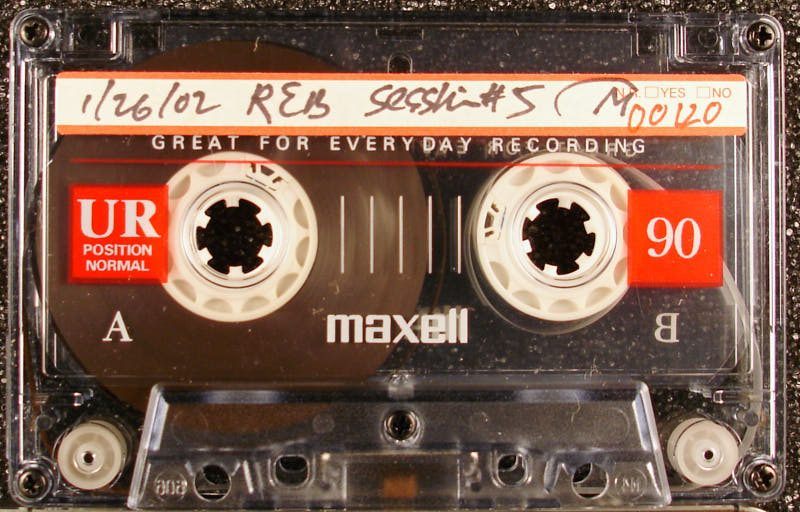 1/26/02 REB Session #5 M
N.R. □YES □NO
00120
GREAT FOR EVERYDAY RECORDING
UR
POSITION
NORMAL
90
A
maxell
B